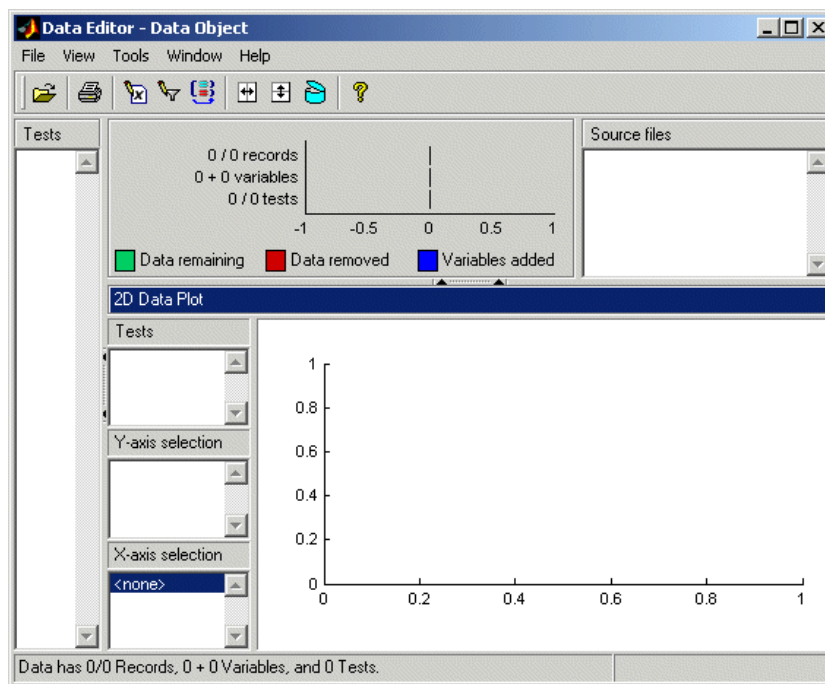 Data Editor - Data Object
File View Tools Window Help
Tests
0 / 0 records
0 + 0 variables
0 / 0 tests
-1 -0.5 0 0.5 1
Data remaining Data removed Variables added
Source files
2D Data Plot
Tests
Y-axis selection
X-axis selection
<none>
1
0.8
0.6
0.4
0.2
0
0 0.2 0.4 0.6 0.8 1
Data has 0/0 Records, 0 + 0 Variables, and 0 Tests.